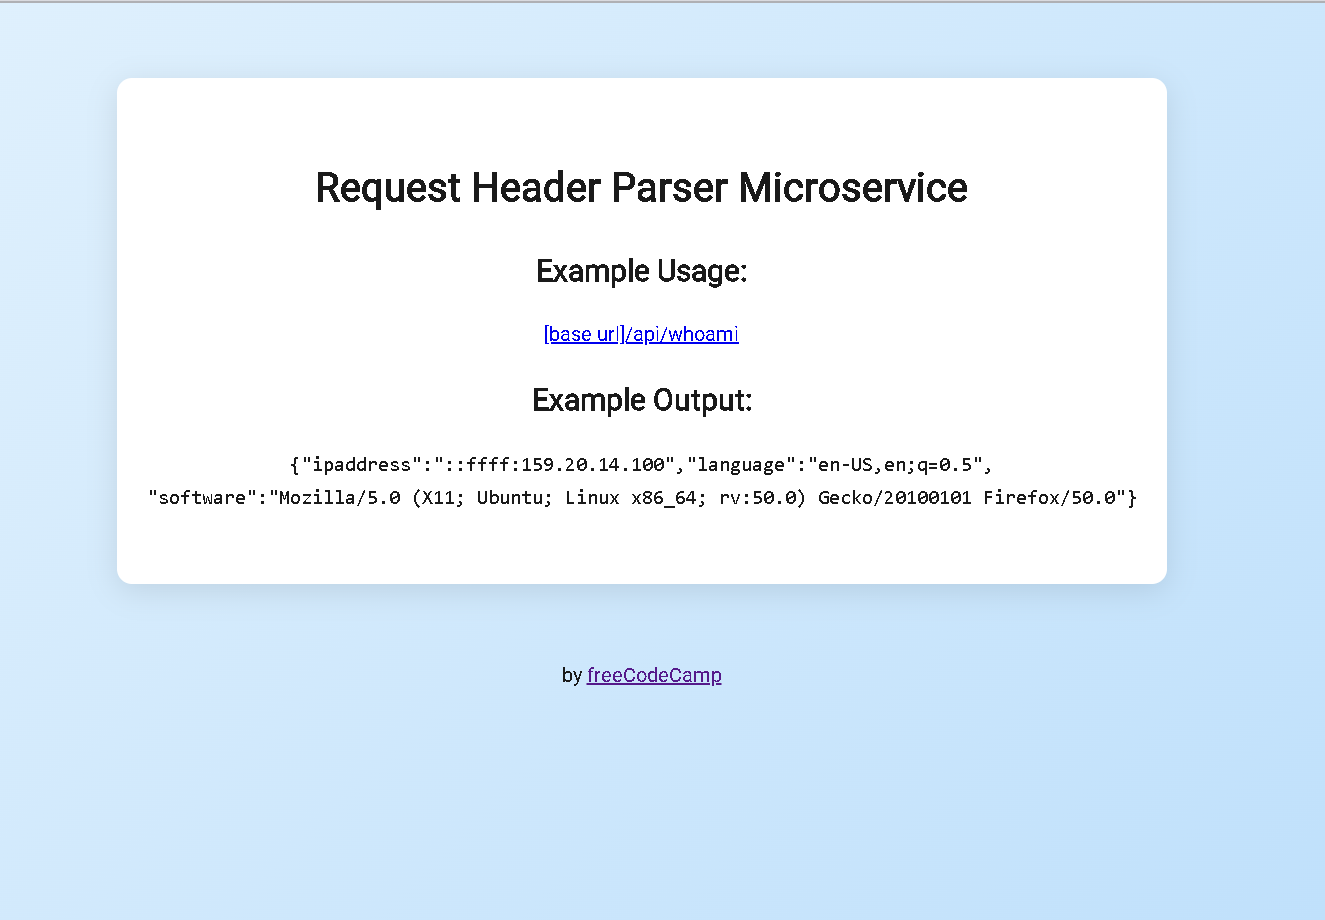 Request Header Parser Microservice
Example Usage:
[base url]/api/whoami
Example Output:
{"ipaddress":"::ffff:159.20.14.100","language":"en-US,en;q=0.5",
"software":"Mozilla/5.0 (X11; Ubuntu; Linux x86_64; rv:50.0) Gecko/20100101 Firefox/50.0"}
by freeCodeCamp